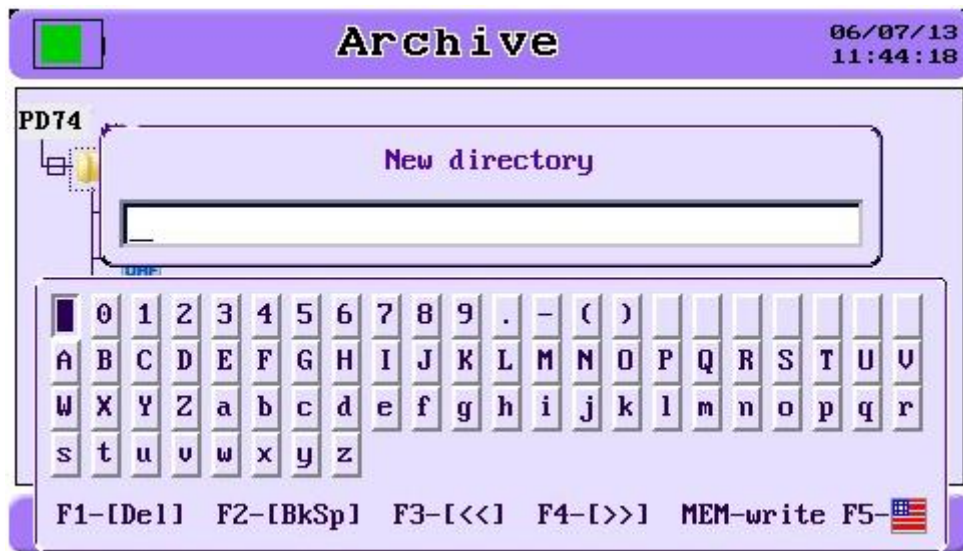 Archive
06/07/13
11:44:18
PD74
New directory
_
0 1 2 3 4 5 6 7 8 9 . - ( )
A B C D E F G H I J K L M N O P Q R S T U V
W X Y Z a b c d e f g h i j k l m n o p q r
s t u v w x y z
F1-[Del] F2-[BkSp] F3-[<<] F4-[>>] MEM-write F5-